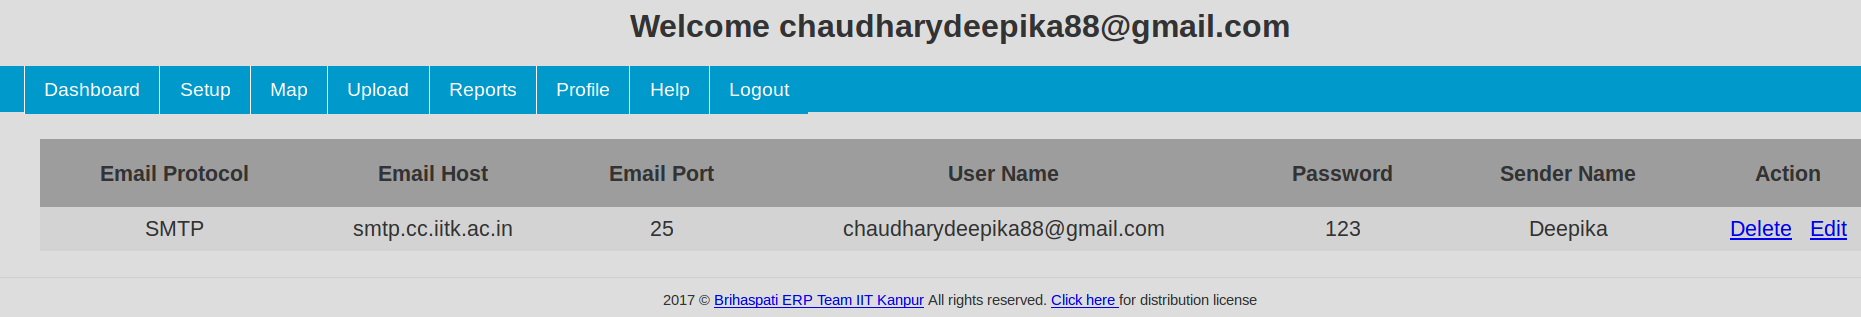 Welcome chaudharydeepika88@gmail.com
Dashboard Setup Map Upload Reports Profile Help Logout
Email Protocol Email Host Email Port User Name Password Sender Name Action
SMTP smtp.cc.iitk.ac.in 25 chaudharydeepika88@gmail.com 123 Deepika Delete Edit
2017 © Brihaspati ERP Team IIT Kanpur All rights reserved. Click here for distribution license